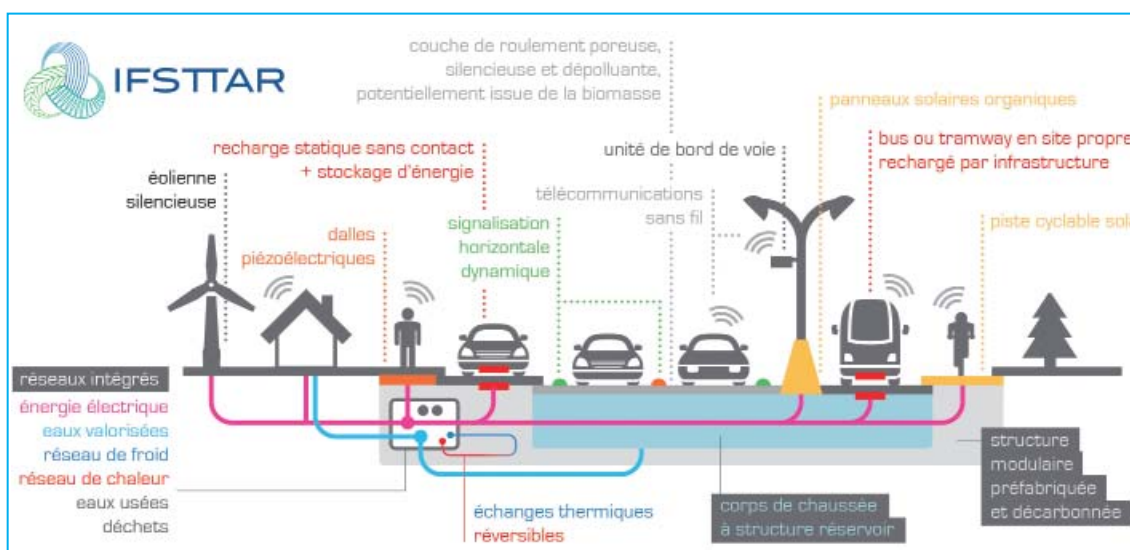 IFSTTAR
couche de roulement poreuse,
silencieuse et dépolluante,
potentiellement issue de la biomasse
panneaux solaires organiques
recharge statique sans contact
+ stockage d'énergie
unité de bord de voie
bus ou tramway en site propre
rechargé par infrastructure
éolienne
silencieuse
télécommunications
sans fil
signalisation
horizontale
dynamique
dalles
piézoélectriques
piste cyclable
réseaux intégrés
énergie électrique
eaux valorisées
réseau de froid
réseau de chaleur
eaux usées
déchets
échanges thermiques
réversibles
corps de chaussée
à structure réservoir
structure
modulaire
préfabriquée
et décarbonnée